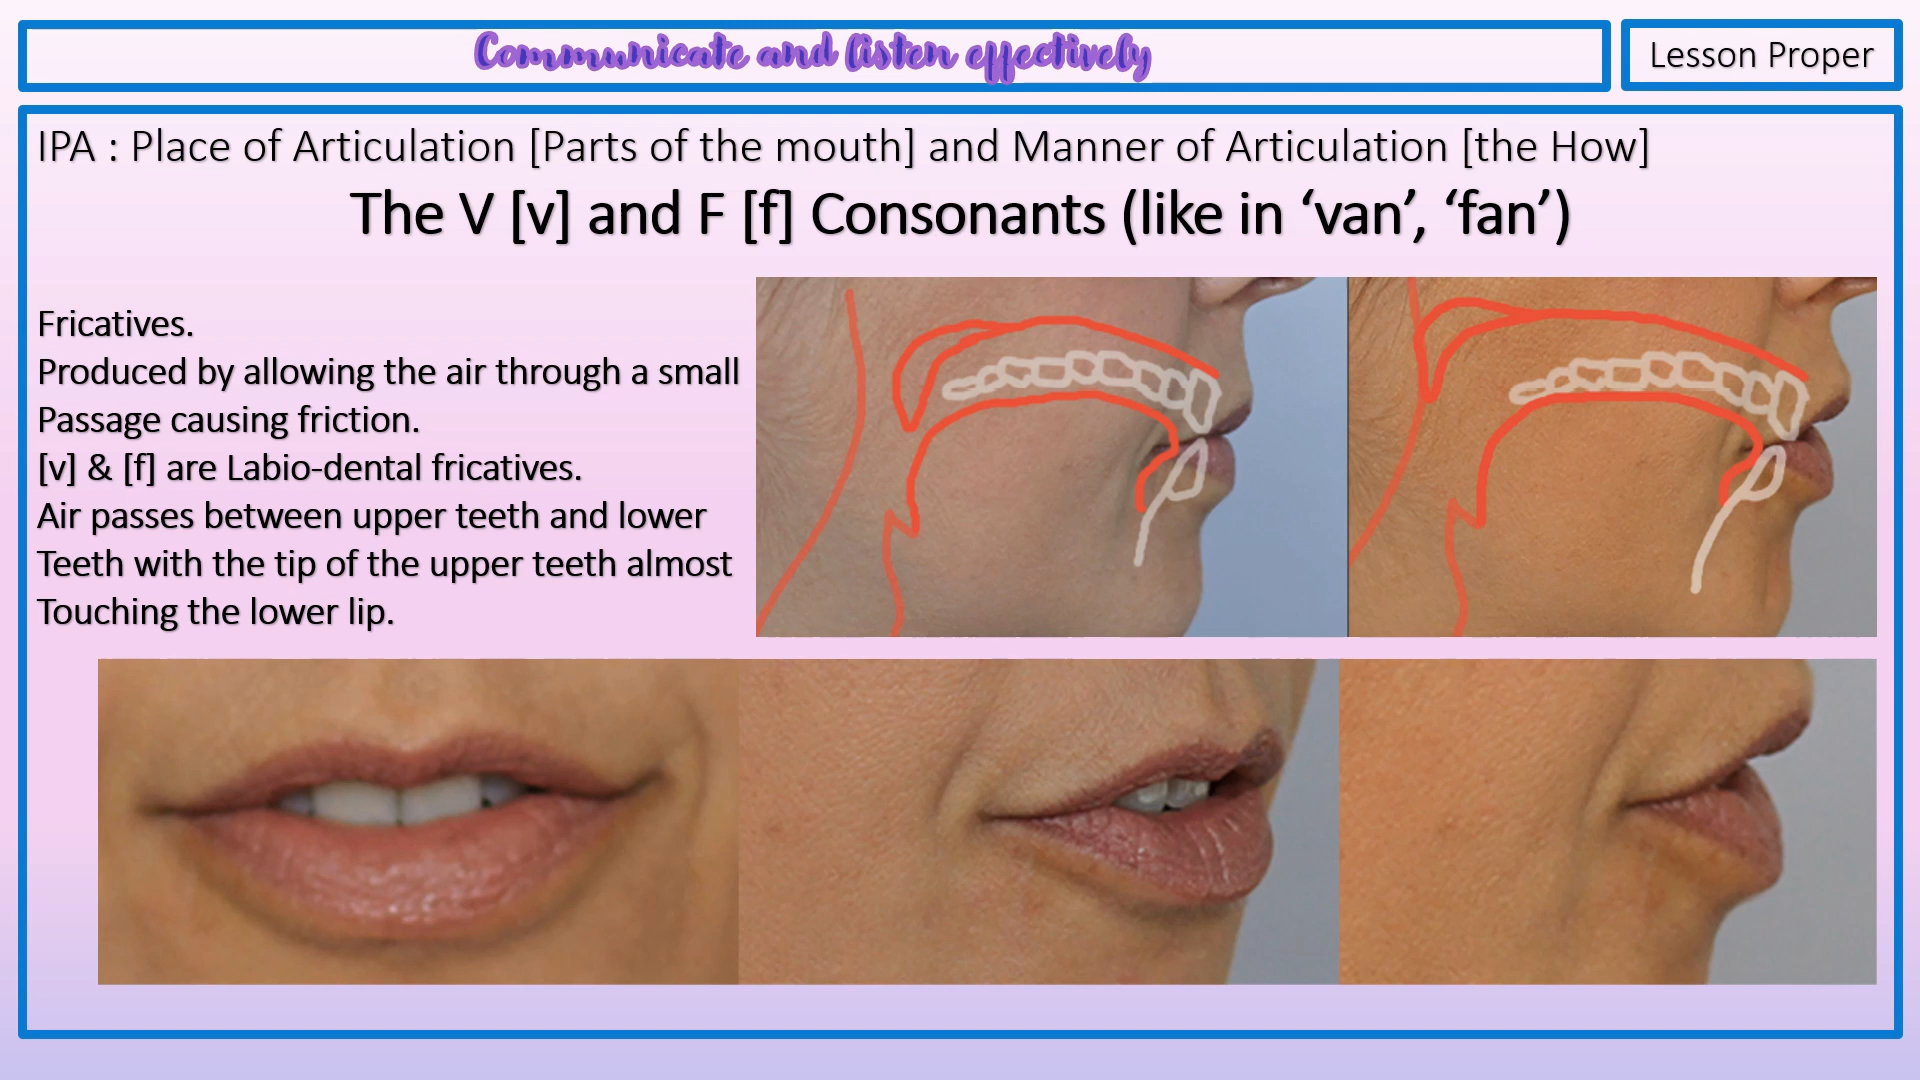 Communicate and listen effectively
Lesson Proper
IPA : Place of Articulation [Parts of the mouth] and Manner of Articulation [the How]
The V [v] and F [f] Consonants (like in ‘van’, ‘fan’)
Fricatives.
Produced by allowing the air through a small
Passage causing friction.
[v] & [f] are Labio-dental fricatives.
Air passes between upper teeth and lower
Teeth with the tip of the upper teeth almost
Touching the lower lip.